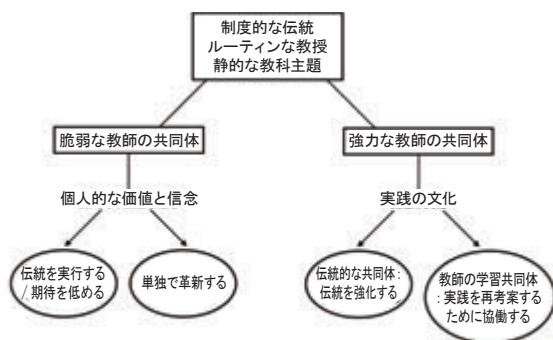 制度的な伝統
ルーティンな教授
静的な教科主題
脆弱な教師の共同体
強力な教師の共同体
個人的な価値と信念
実践の文化
伝統を実行する
/期待を低める
単独で革新する
伝統的な共同体:
伝統を強化する
教師の学習共同体
:実践を再考案する
ために協働する